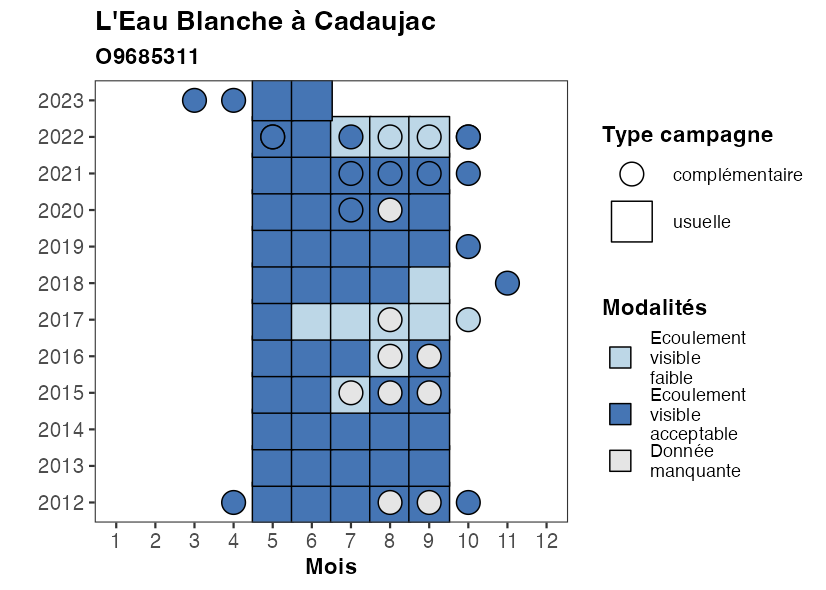 L'Eau Blanche à Cadaujac
O9685311
2023
2022
2021
2020
2019
2018
2017
2016
2015
2014
2013
2012
1 2 3 4 5 6 7 8 9 10 11 12
Mois
Type campagne
complémentaire
usuelle
Modalités
Ecoulement
visible
faible
Ecoulement
visible
acceptable
Donnée
manquante